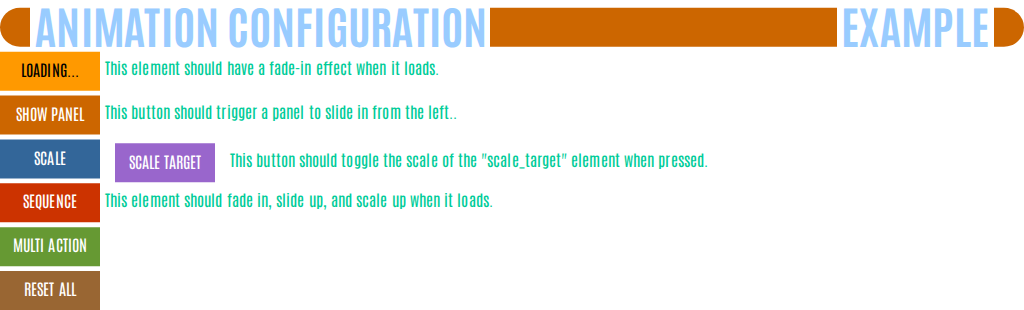 ANIMATION CONFIGURATION EXAMPLE
LOADING... This element should have a fade-in effect when it loads.
SHOW PANEL This button should trigger a panel to slide in from the left..
SCALE SCALE TARGET This button should toggle the scale of the "scale_target" element when pressed.
SEQUENCE This element should fade in, slide up, and scale up when it loads.
MULTI ACTION
RESET ALL